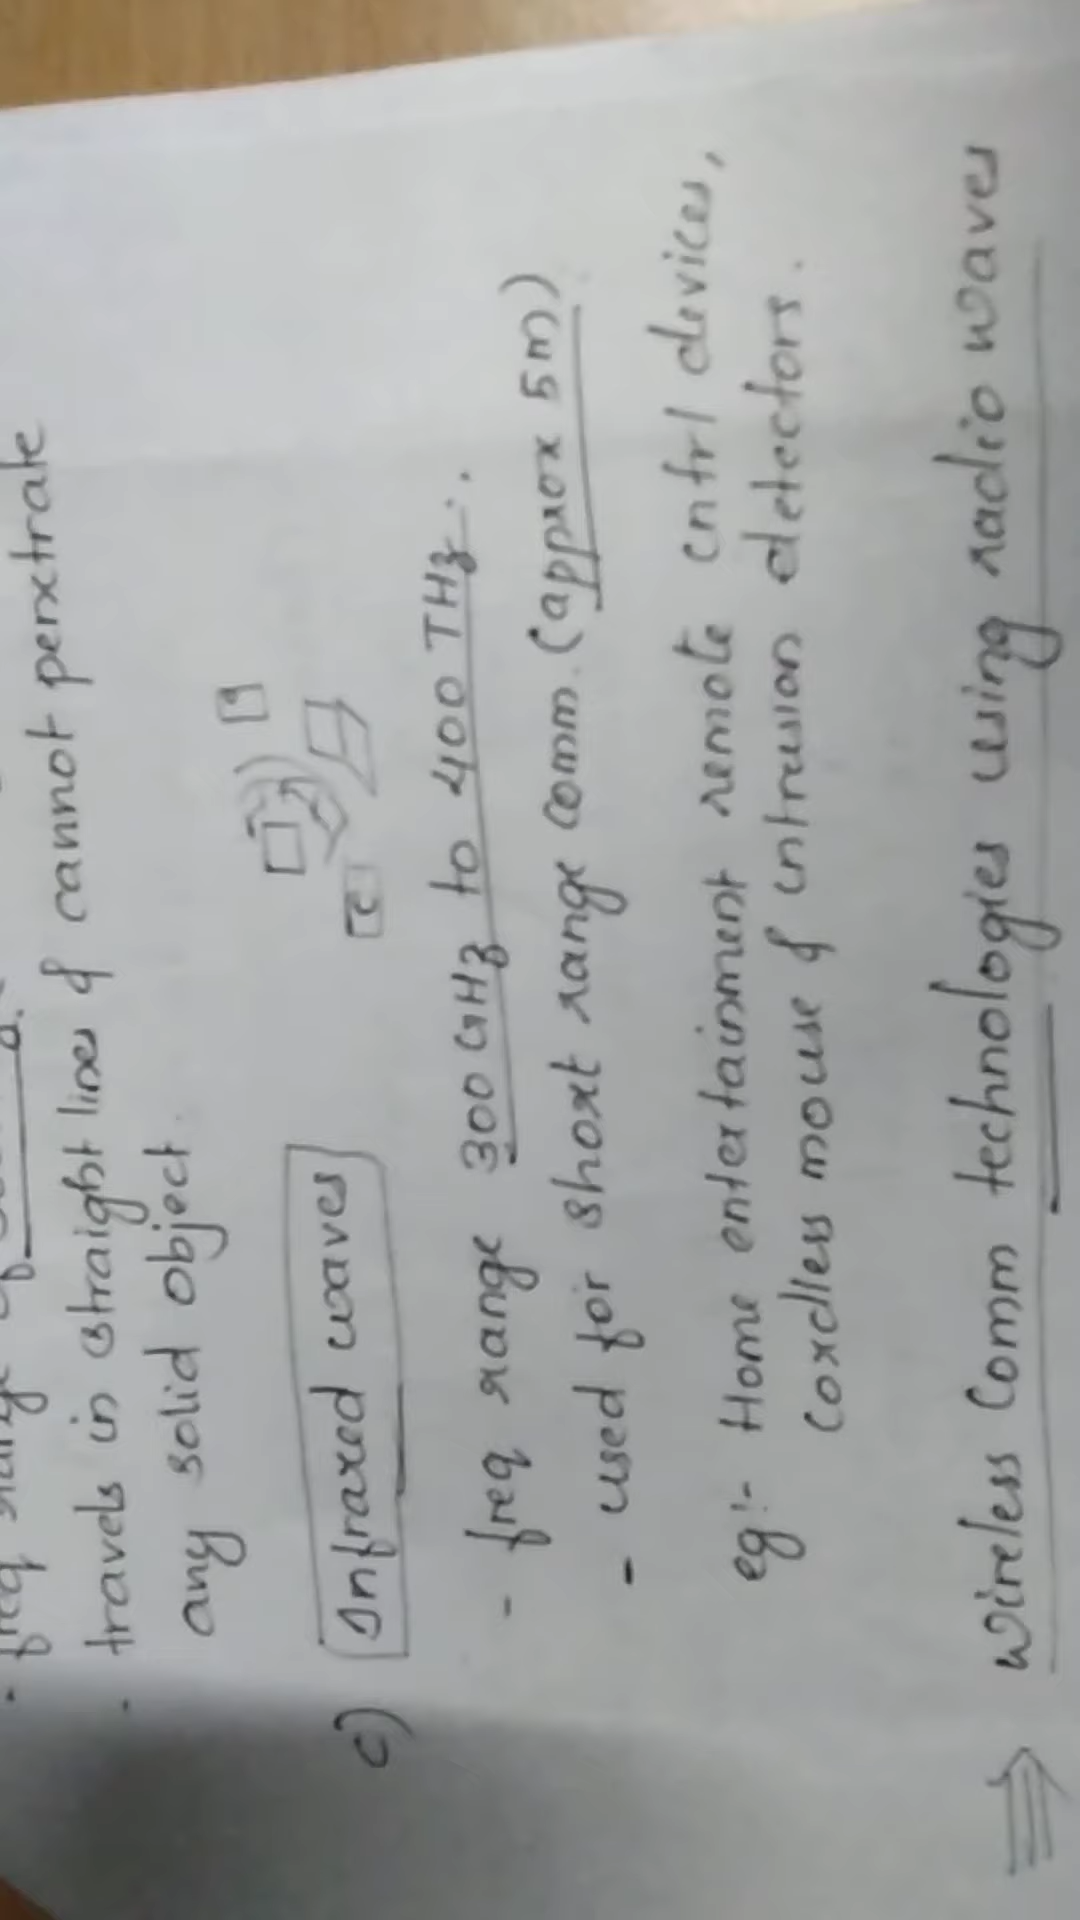 - freq range
- travels in straight lines & cannot penetrate
any solid object.
c) Infrared waves
- freq range 300 GHz to 400 THz.
- used for short range comm. (approx 5m)
eg:- Home entertainment remote cntrl devices,
cordless mouse & intrusion detectors.
⇒ wireless comm technologies using radio waves